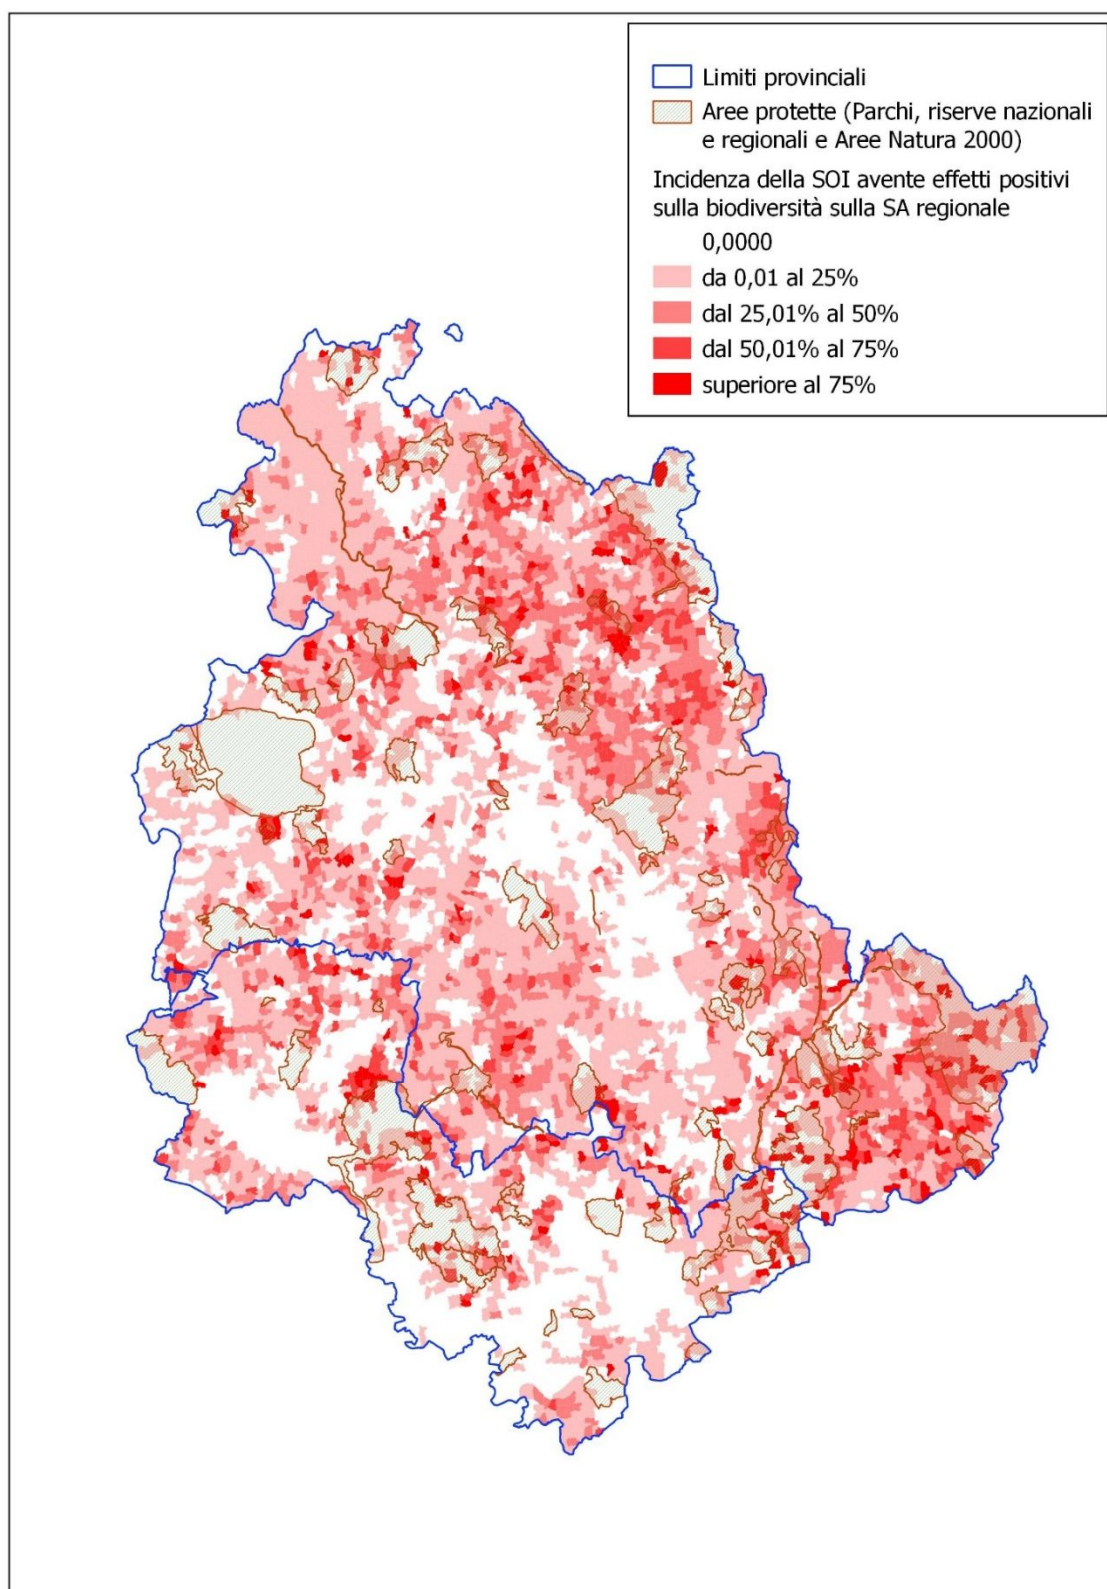 Limiti provinciali
Aree protette (Parchi, riserve nazionali
e regionali e Aree Natura 2000)
Incidenza della SOI avente effetti positivi
sulla biodiversità sulla SA regionale
0,0000
da 0,01 al 25%
dal 25,01% al 50%
dal 50,01% al 75%
superiore al 75%